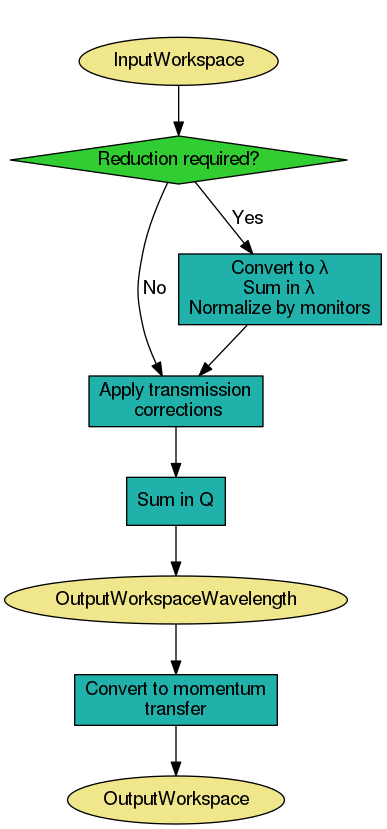 InputWorkspace
Reduction required?
Yes
Convert to λ
Sum in λ
Normalize by monitors
No
Apply transmission
corrections
Sum in Q
OutputWorkspaceWavelength
Convert to momentum
transfer
OutputWorkspace